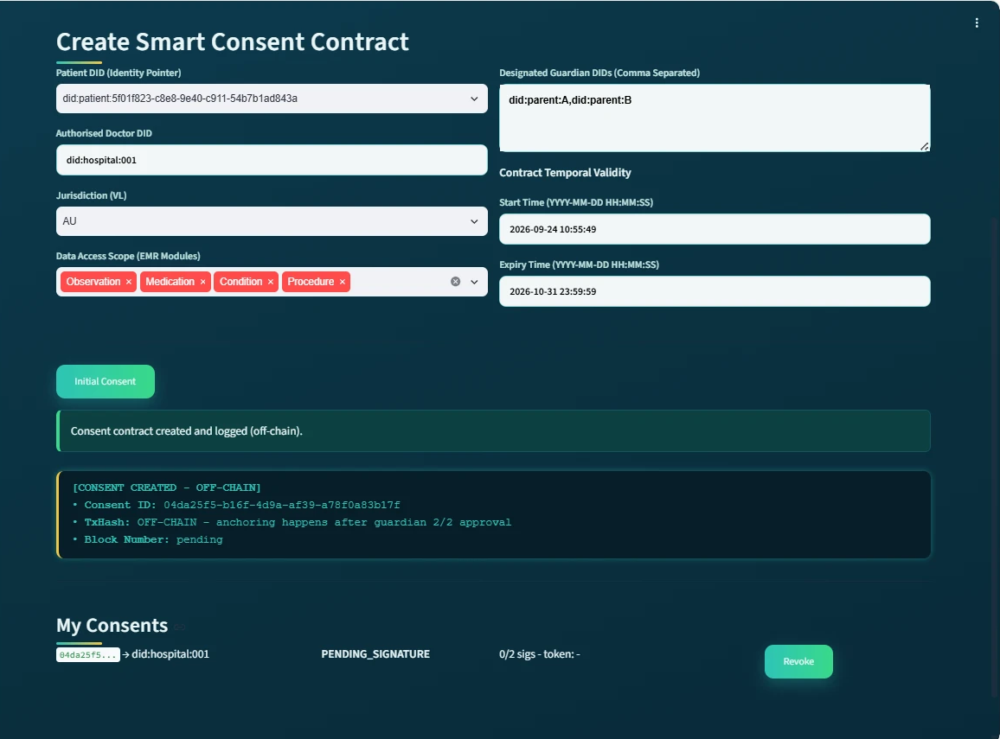 Create Smart Consent Contract
Patient DID (Identity Pointer)
did:patient:5f01f823-c8e8-9e40-c911-54b7b1ad843a
Authorised Doctor DID
did:hospital:001
Jurisdiction (VL)
AU
Data Access Scope (EMR Modules)
Observation × Medication × Condition × Procedure ×
Designated Guardian DIDs (Comma Separated)
did:parent:A,did:parent:B
Contract Temporal Validity
Start Time (YYYY-MM-DD HH:MM:SS)
2026-09-24 10:55:49
Expiry Time (YYYY-MM-DD HH:MM:SS)
2026-10-31 23:59:59
Initial Consent
Consent contract created and logged (off-chain).
[CONSENT CREATED - OFF-CHAIN]
• Consent ID: 04da25f5-b16f-4d9a-af39-a78f0a83b17f
• TxHash: OFF-CHAIN - anchoring happens after guardian 2/2 approval
• Block Number: pending
My Consents
04da25f5... → did:hospital:001 PENDING_SIGNATURE 0/2 sigs - token: - Revoke